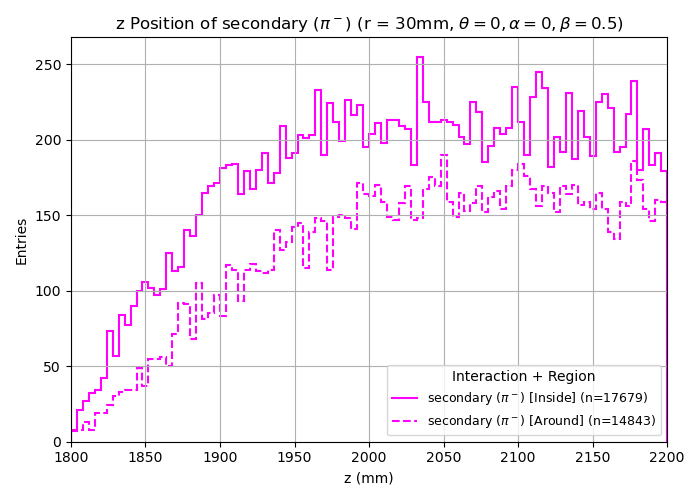 z Position of secondary (π⁻) (r = 30mm, θ = 0, α = 0, β = 0.5)
Entries
250
200
150
100
50
0
1800 1850 1900 1950 2000 2050 2100 2150 2200
z (mm)
Interaction + Region
secondary (π⁻) [Inside] (n=17679)
secondary (π⁻) [Around] (n=14843)